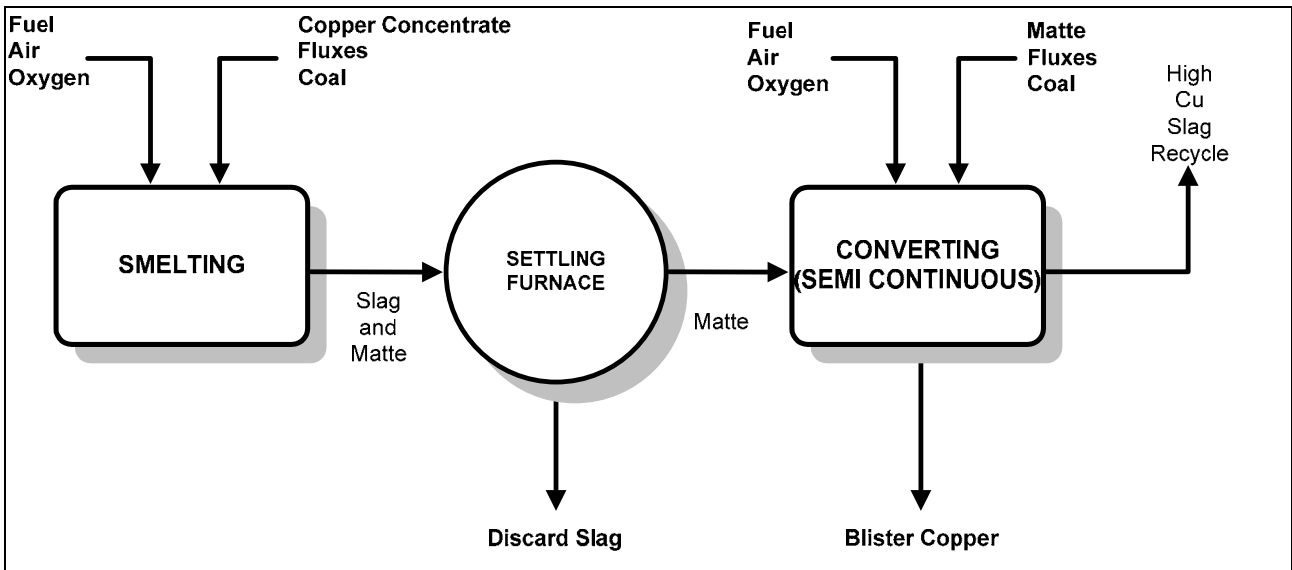 Fuel
Air
Oxygen
Copper Concentrate
Fluxes
Coal
Fuel
Air
Oxygen
Matte
Fluxes
Coal
High
Cu
Slag
Recycle
SMELTING
Slag
and
Matte
SETTLING
FURNACE
Matte
CONVERTING
(SEMI CONTINUOUS)
Discard Slag
Blister Copper